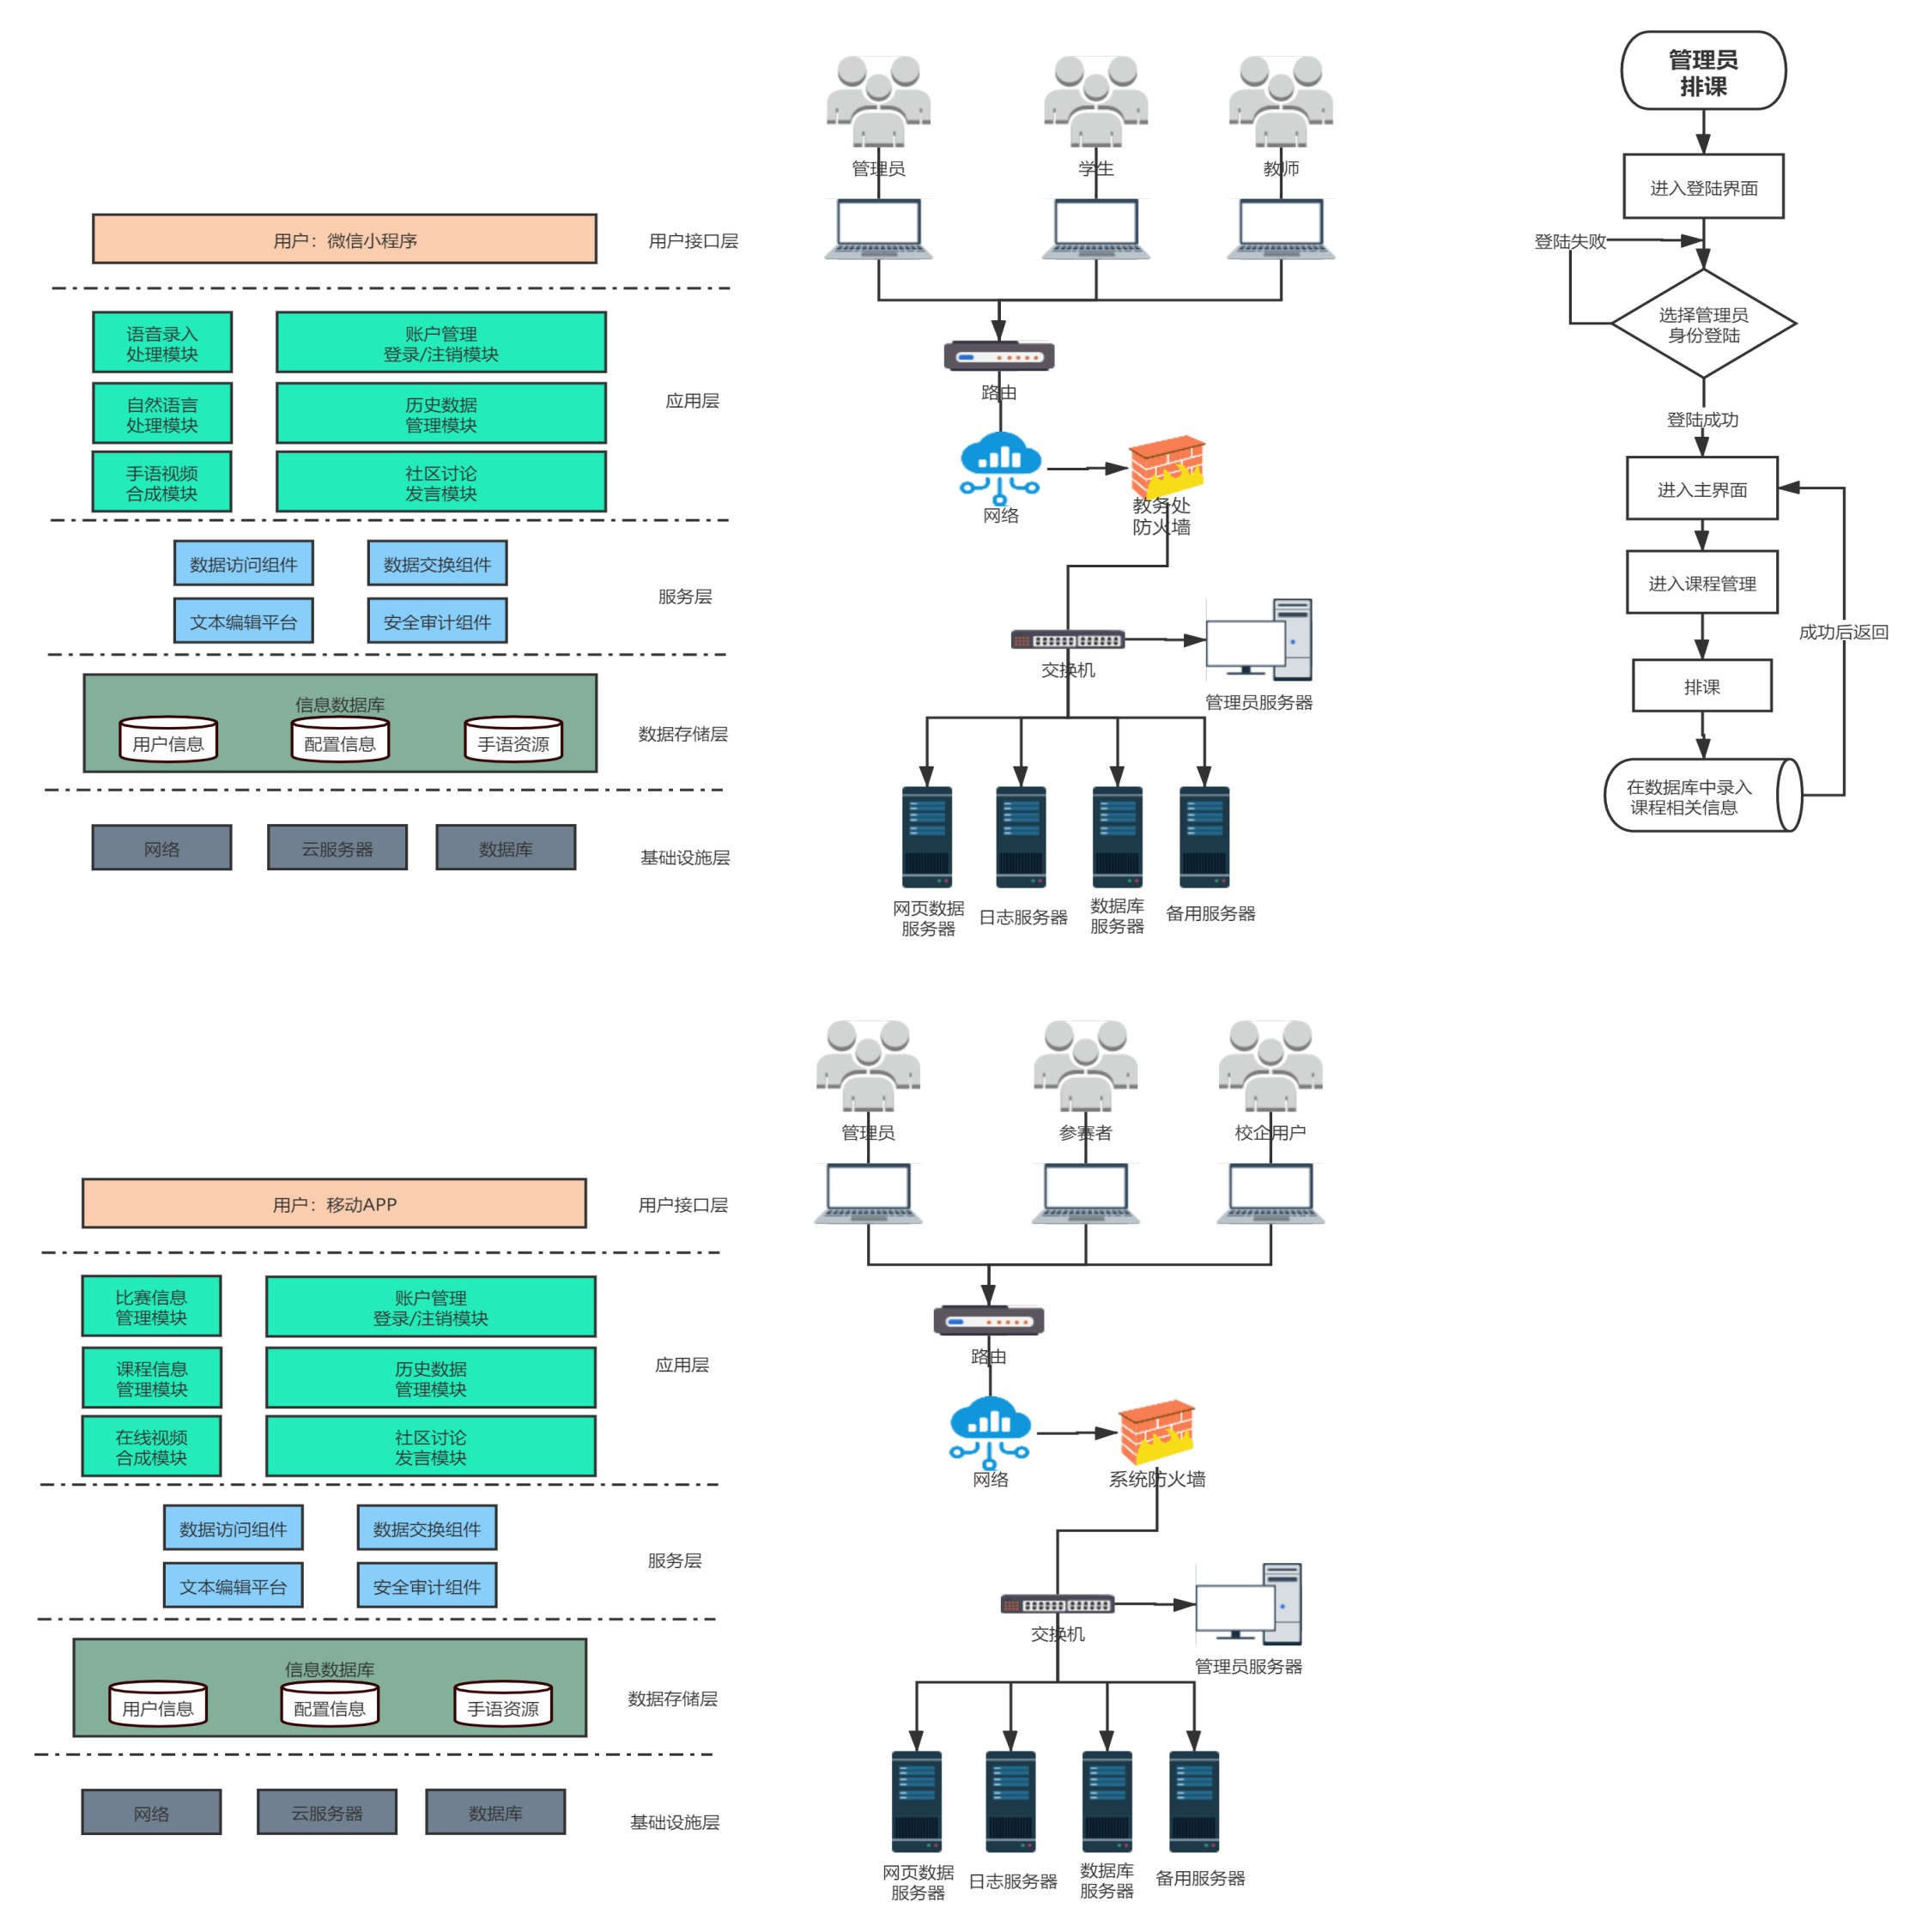 用户：微信小程序
用户接口层
语音录入
处理模块
账户管理
登录/注销模块
自然语言
处理模块
历史数据
管理模块
应用层
手语视频
合成模块
社区讨论
发言模块
数据访问组件
数据交换组件
服务层
文本编辑平台
安全审计组件
信息数据库
用户信息
配置信息
手语资源
数据存储层
网络
云服务器
数据库
基础设施层
管理员
学生
教师
路由
网络
教务处
防火墙
交换机
管理员服务器
网页数据
服务器
日志服务器
数据库
服务器
备用服务器
管理员
排课
进入登陆界面
登陆失败
选择管理员
身份登陆
登陆成功
进入主界面
进入课程管理
成功后返回
排课
在数据库中录入
课程相关信息
用户：移动APP
用户接口层
比赛信息
管理模块
账户管理
登录/注销模块
课程信息
管理模块
历史数据
管理模块
应用层
在线视频
合成模块
社区讨论
发言模块
数据访问组件
数据交换组件
服务层
文本编辑平台
安全审计组件
信息数据库
用户信息
配置信息
手语资源
数据存储层
网络
云服务器
数据库
基础设施层
管理员
参赛者
校企用户
路由
网络
系统防火墙
交换机
管理员服务器
网页数据
服务器
日志服务器
数据库
服务器
备用服务器